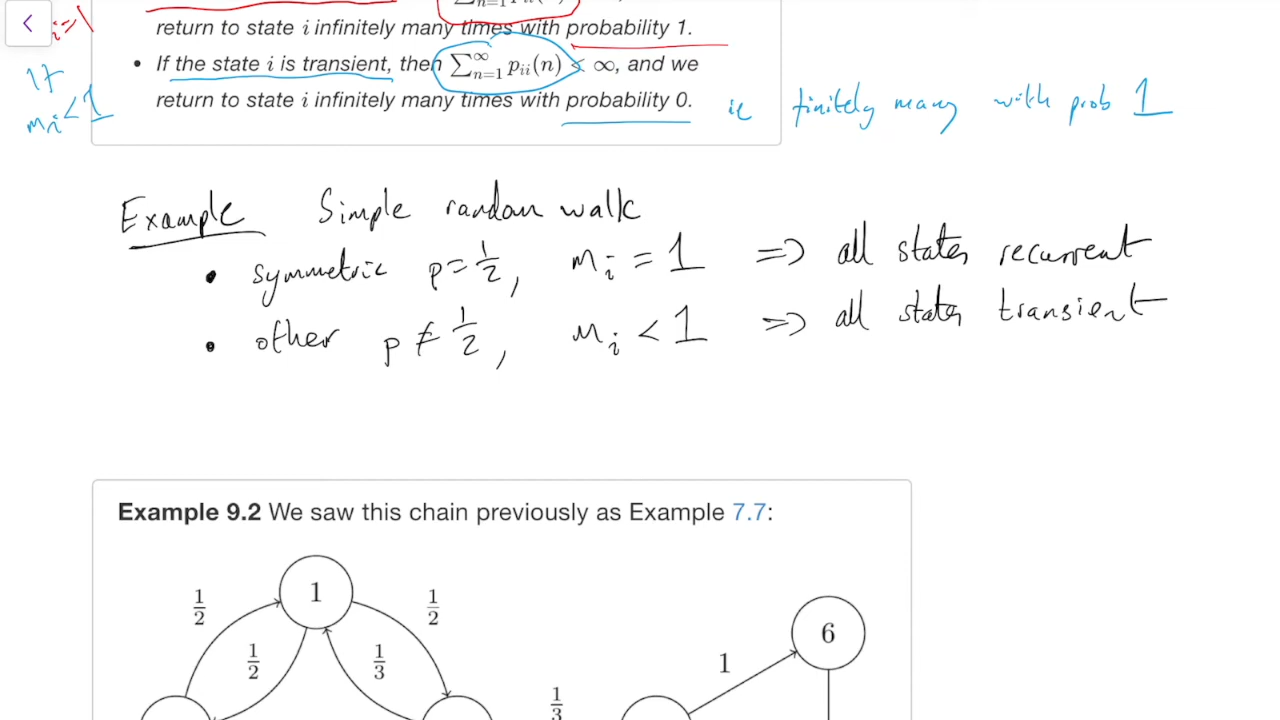 i=1
return to state i infinitely many times with probability 1.
• If the state i is transient, then ∑_{n=1}^{∞} p_{ii}(n) < ∞, and we
return to state i infinitely many times with probability 0.
If
m_i < 1
ie finitely many with prob 1
Example Simple random walk
• symmetric p = 1/2, m_i = 1 => all states recurrent
• other p ≠ 1/2, m_i < 1 => all states transient
Example 9.2 We saw this chain previously as Example 7.7:
1
1/2 1/2
6
1/2 1/3 1
1/3